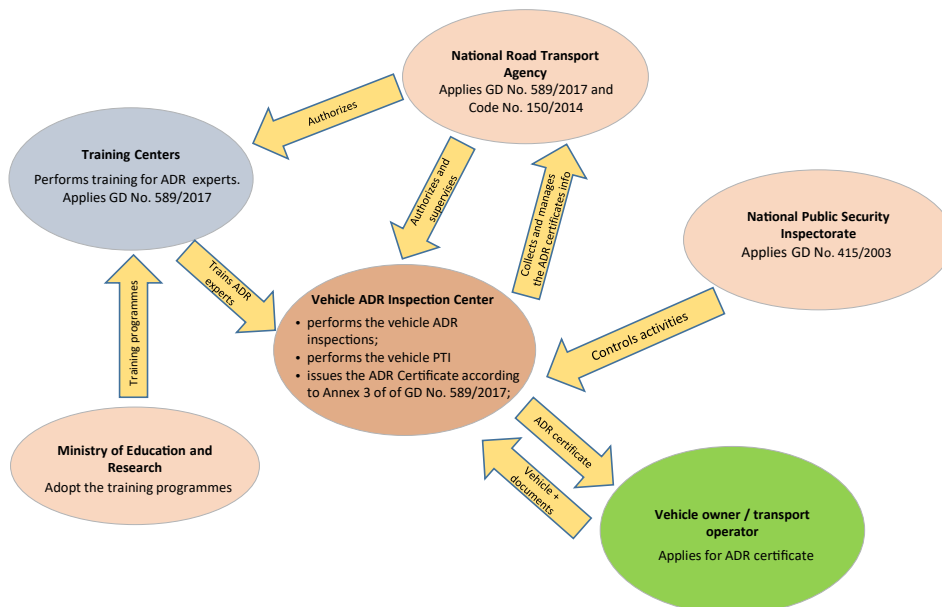 National Road Transport
Agency
Applies GD No. 589/2017 and
Code No. 150/2014
Authorizes
Training Centers
Performs training for ADR experts.
Applies GD No. 589/2017
Authorizes and
supervises
Collects and manages
the ADR certificates info
National Public Security
Inspectorate
Applies GD No. 415/2003
Trains ADR
experts
Training programmes
Vehicle ADR Inspection Center
• performs the vehicle ADR
inspections;
• performs the vehicle PTI
• issues the ADR Certificate according
to Annex 3 of of GD No. 589/2017;
Controls activities
Ministry of Education and
Research
Adopt the training programmes
ADR certificate
Vehicle +
documents
Vehicle owner / transport
operator
Applies for ADR certificate